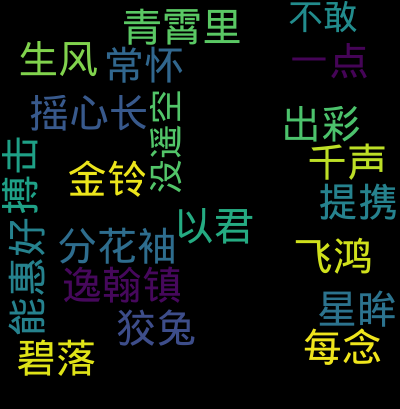 青霄里
不敢
生风
常怀
一点
摇心长
没遥空
出彩
千声
搏击
金铃
提携
以君
能惠好
分花袖
飞鸿
逸翰镇
星眸
狡兔
碧落
每念